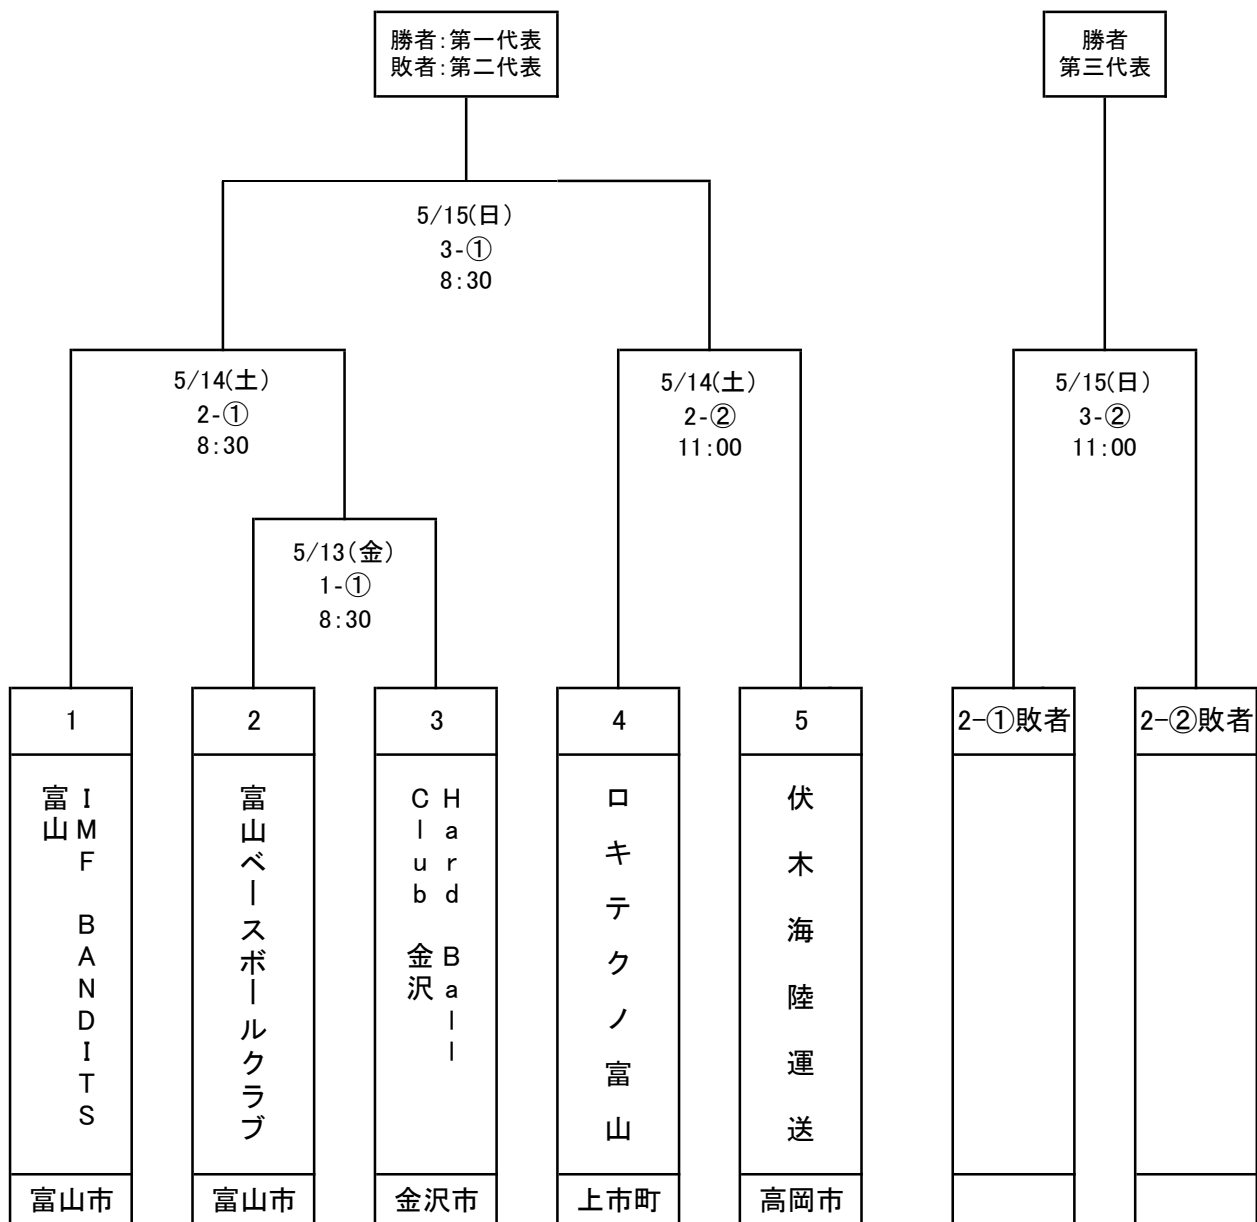 勝者：第一代表
敗者：第二代表
勝者
第三代表
5/15(日)
3-①
8:30
5/14(土)
2-①
8:30
5/14(土)
2-②
11:00
5/15(日)
3-②
11:00
5/13(金)
1-①
8:30
1
2
3
4
5
2-①敗者
2-②敗者
IMF BANDITS
富山
富山ベースボールクラブ
Hard Ball
Club 金沢
ロキテクノ富山
伏木海陸運送
富山市
富山市
金沢市
上市町
高岡市